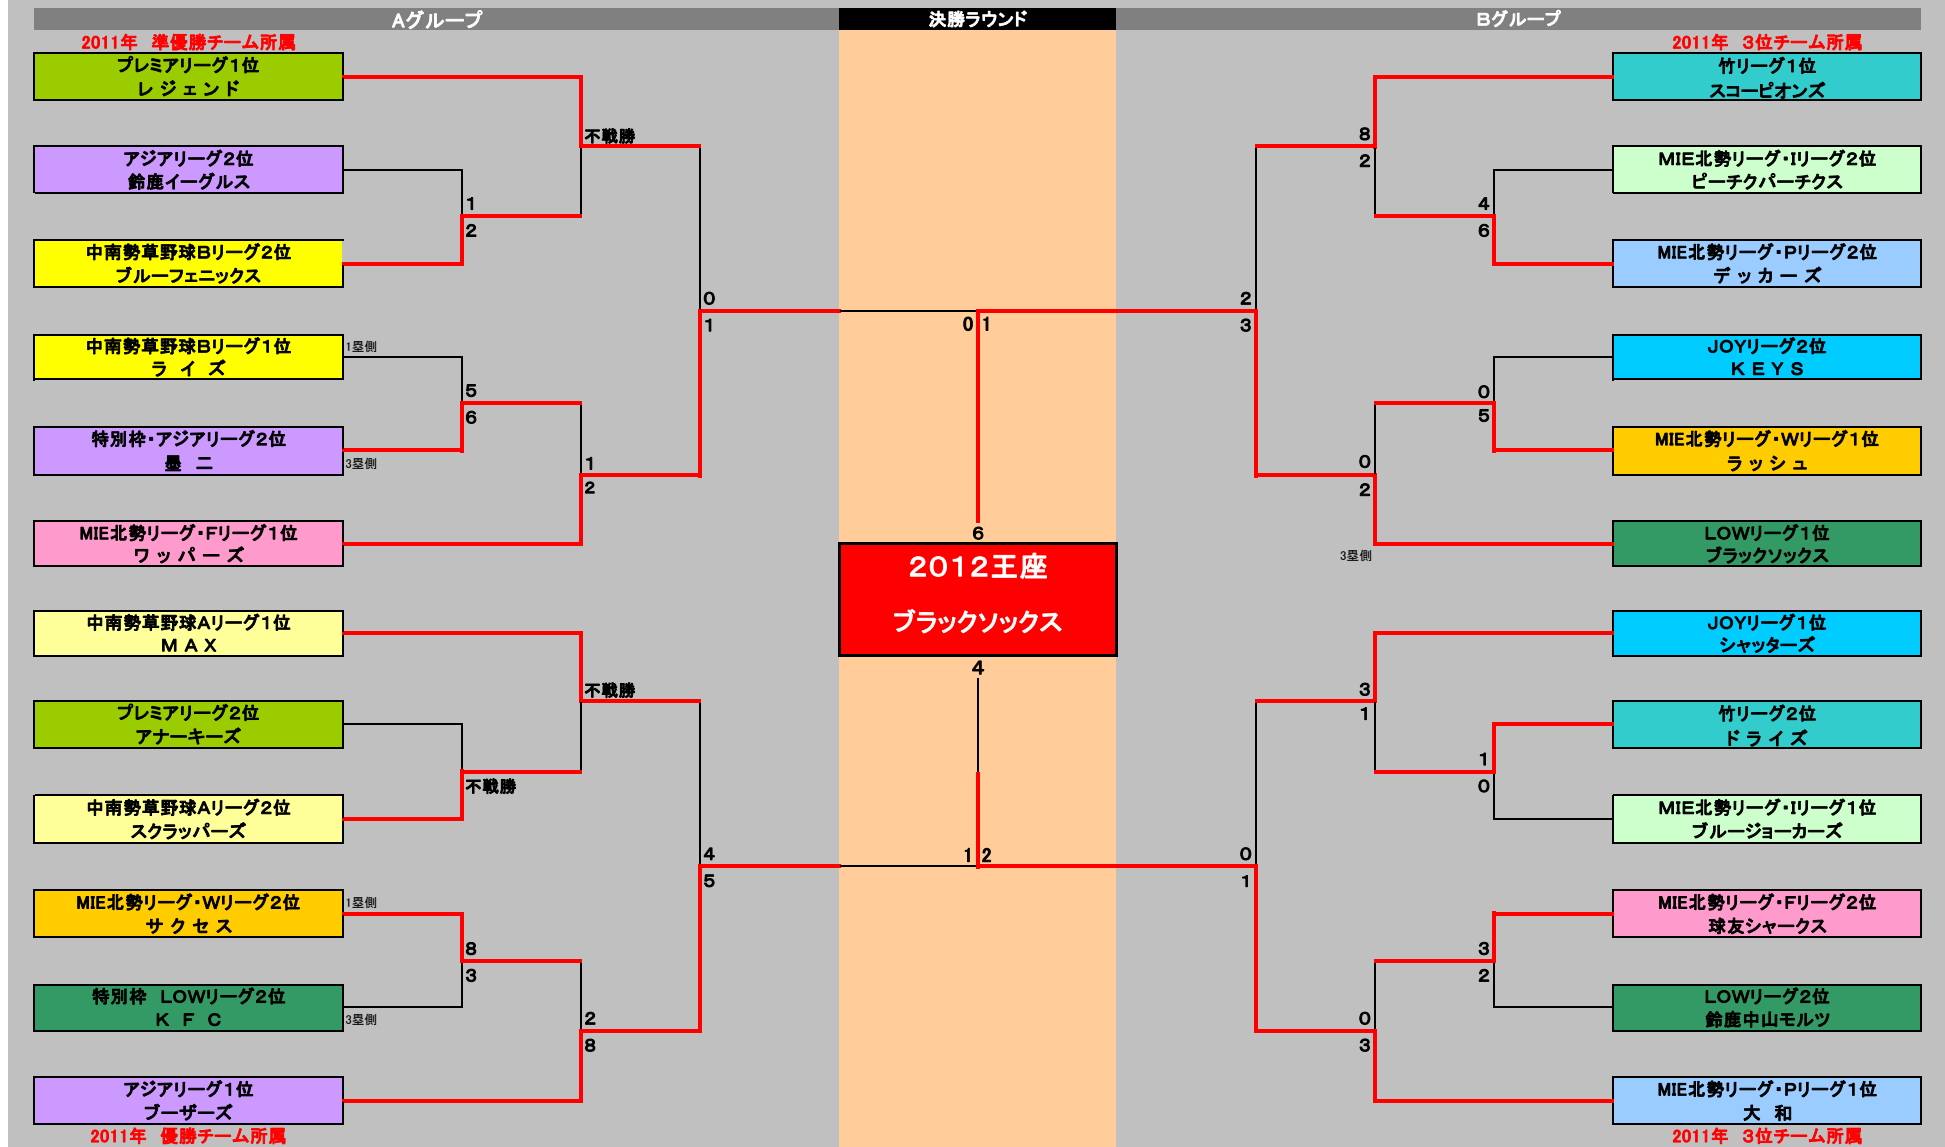 Aグループ
決勝ラウンド
Bグループ
2011年 準優勝チーム所属
プレミアリーグ1位
レジェンド
不戦勝
アジアリーグ2位
鈴鹿イーグルス
1
2
中南勢草野球Bリーグ2位
ブルーフェニックス
0
1
中南勢草野球Bリーグ1位
ライズ
1塁側
5
6
特別枠・アジアリーグ2位
墨二
3塁側
1
2
MIE北勢リーグ・Fリーグ1位
ワッパーズ
中南勢草野球Aリーグ1位
MAX
不戦勝
プレミアリーグ2位
アナーキーズ
不戦勝
中南勢草野球Aリーグ2位
スクラッパーズ
4
5
MIE北勢リーグ・Wリーグ2位
サクセス
1塁側
8
3
特別枠 LOWリーグ2位
KFC
3塁側
2
8
アジアリーグ1位
ブーザーズ
2011年 優勝チーム所属
0 1
6
2012王座
ブラックソックス
4
1 2
2011年 3位チーム所属
竹リーグ1位
スコーピオンズ
8
2
MIE北勢リーグ・Iリーグ2位
ピーチクパーチクス
4
6
MIE北勢リーグ・Pリーグ2位
デッカーズ
2
3
JOYリーグ2位
KEYS
0
5
MIE北勢リーグ・Wリーグ1位
ラッシュ
0
2
LOWリーグ1位
ブラックソックス
3塁側
JOYリーグ1位
シャッターズ
3
1
竹リーグ2位
ドライズ
1
0
MIE北勢リーグ・Iリーグ1位
ブルージョーカーズ
0
1
MIE北勢リーグ・Fリーグ2位
球友シャークス
3
2
LOWリーグ2位
鈴鹿中山モルツ
0
3
MIE北勢リーグ・Pリーグ1位
大和
2011年 3位チーム所属